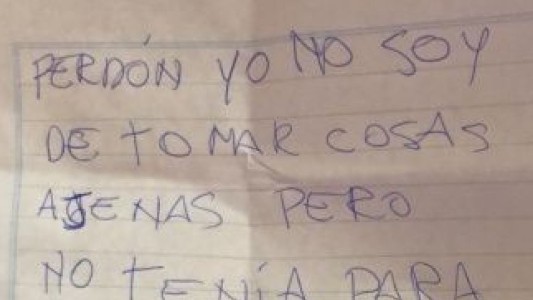 PERDÓN YO NO SOY
DE TOMAR COSAS
AJENAS PERO
NO TENÍA PARA